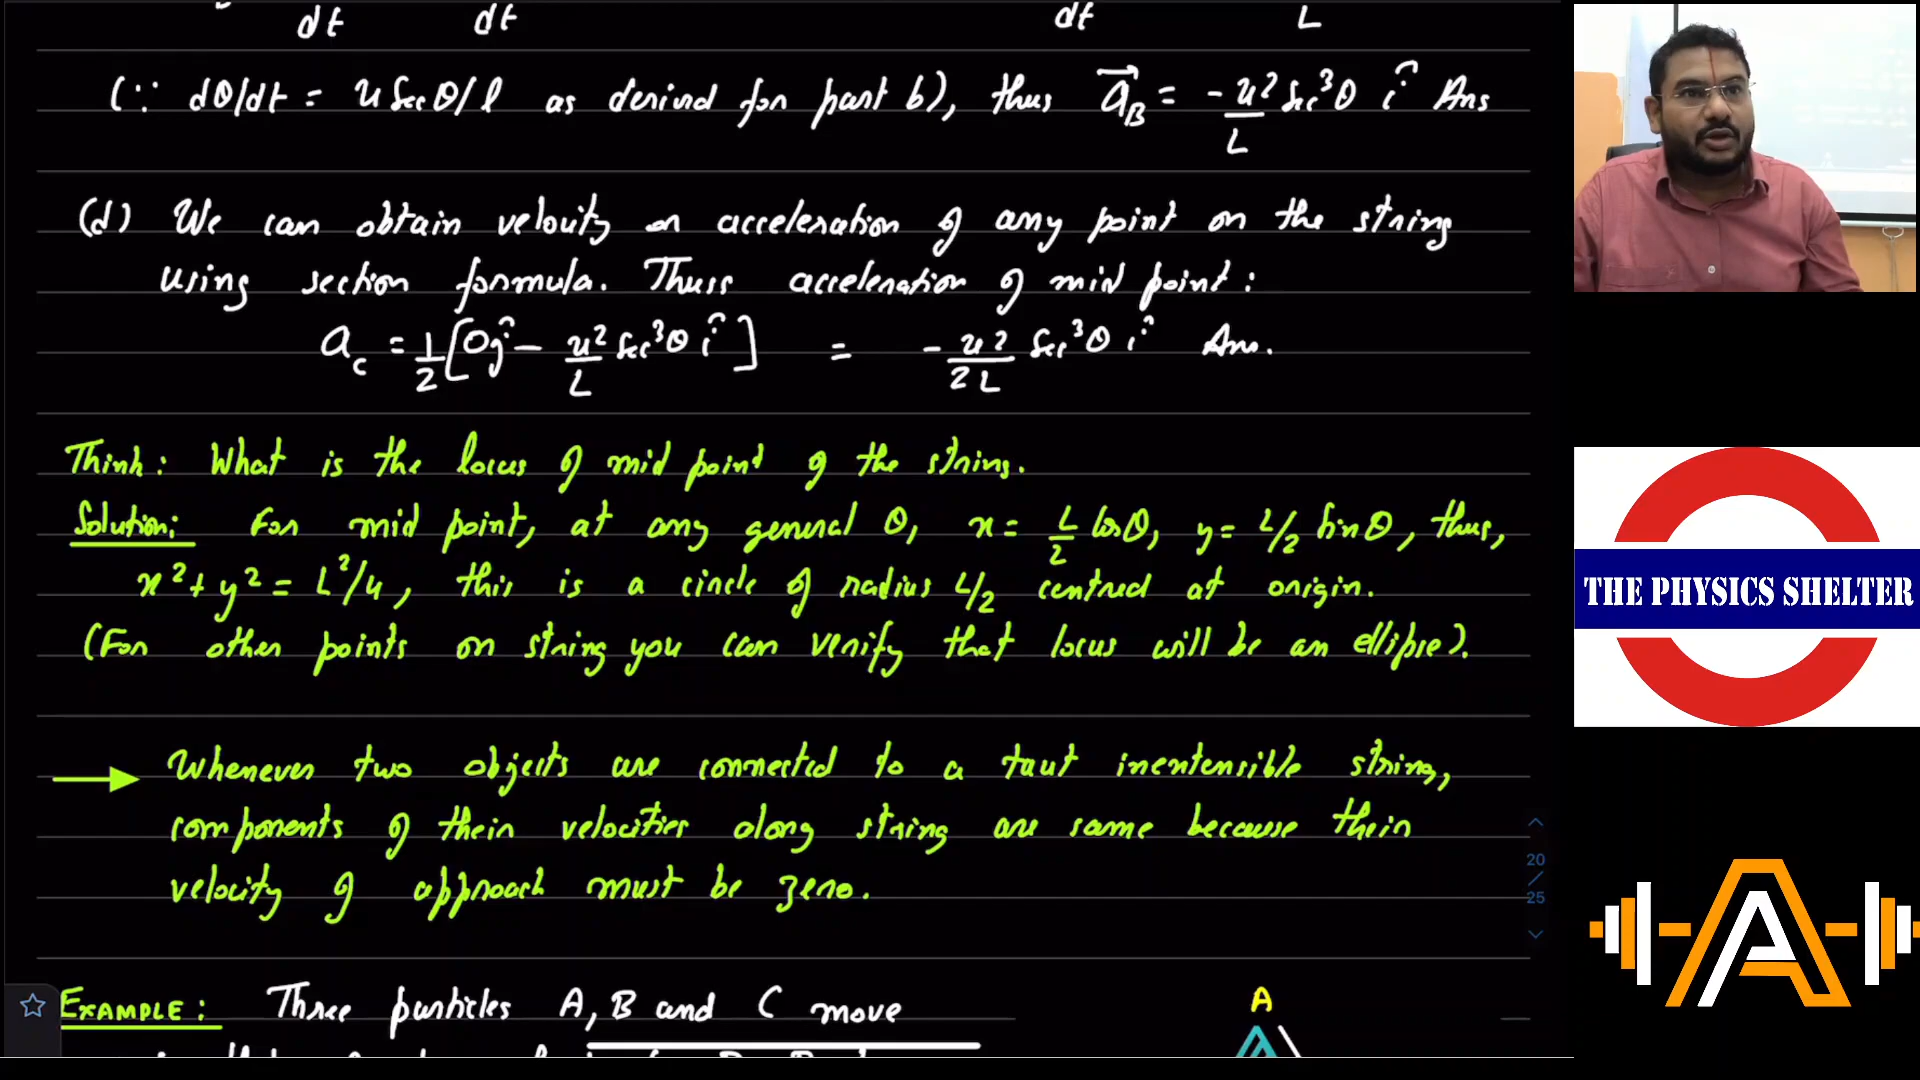 dt dt dt L
(∵ dθ/dt = u Secθ/l as derived for part b), thus a⃗_B = -u²/L Sec³θ î Ans
(d) We can obtain velocity or acceleration of any point on the string
using section formula. Thus acceleration of mid point:
a_c = 1/2 [0ĵ - u²/L Sec³θ î] = -u²/2L Sec³θ î Ans.
Think: What is the locus of mid point of the string.
Solution: For mid point, at any general θ, x = L/2 Cosθ, y = L/2 Sinθ, thus,
x² + y² = L²/4, this is a circle of radius L/2 centred at origin.
(For other points on string you can verify that locus will be an ellipse).
Whenever two objects are connected to a taut inextensible string,
components of their velocities along string are same because their
velocity of approach must be zero.
20
/
25
EXAMPLE: Three particles A, B and C move
A
THE PHYSICS SHELTER
A